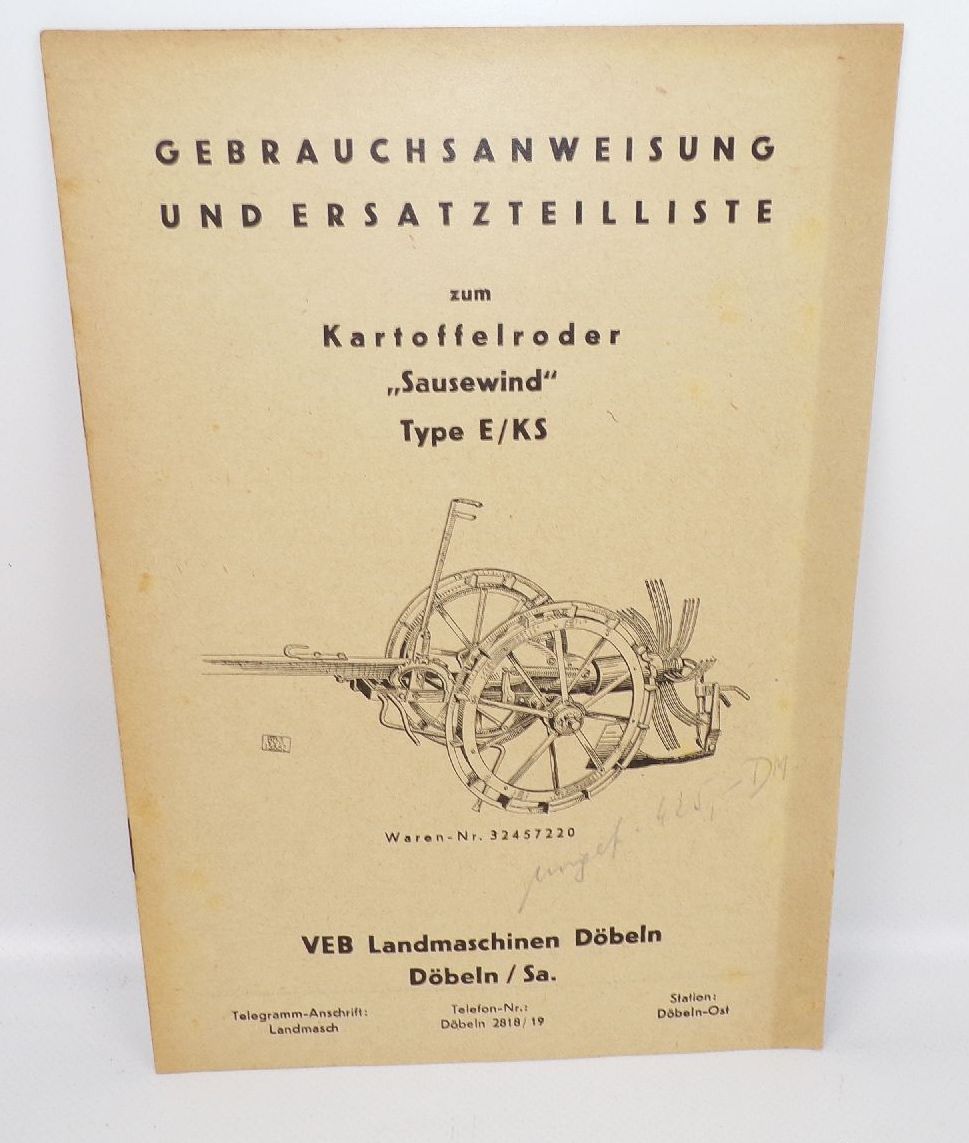 GEBRAUCHSANWEISUNG
UND ERSATZTEILLISTE
zum
Kartoffelroder
„Sausewind“
Type E/KS
Waren-Nr. 32457220
DM
VEB Landmaschinen Döbeln
Döbeln / Sa.
Telegramm-Anschrift:
Landmasch
Telefon-Nr.:
Döbeln 2818/19
Station:
Döbeln-Ost